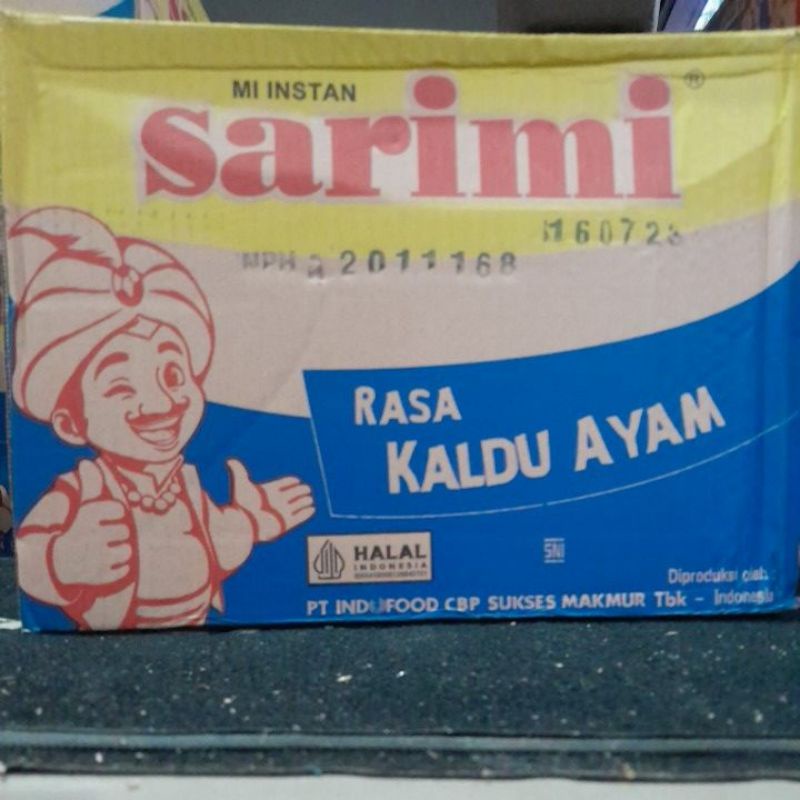 MI INSTAN
sarimi®
160723
MPH 2011168
RASA
KALDU AYAM
HALAL
INDONESIA
SNI
Diproduksi oleh:
PT INDOFOOD CBP SUKSES MAKMUR Tbk - Indonesia